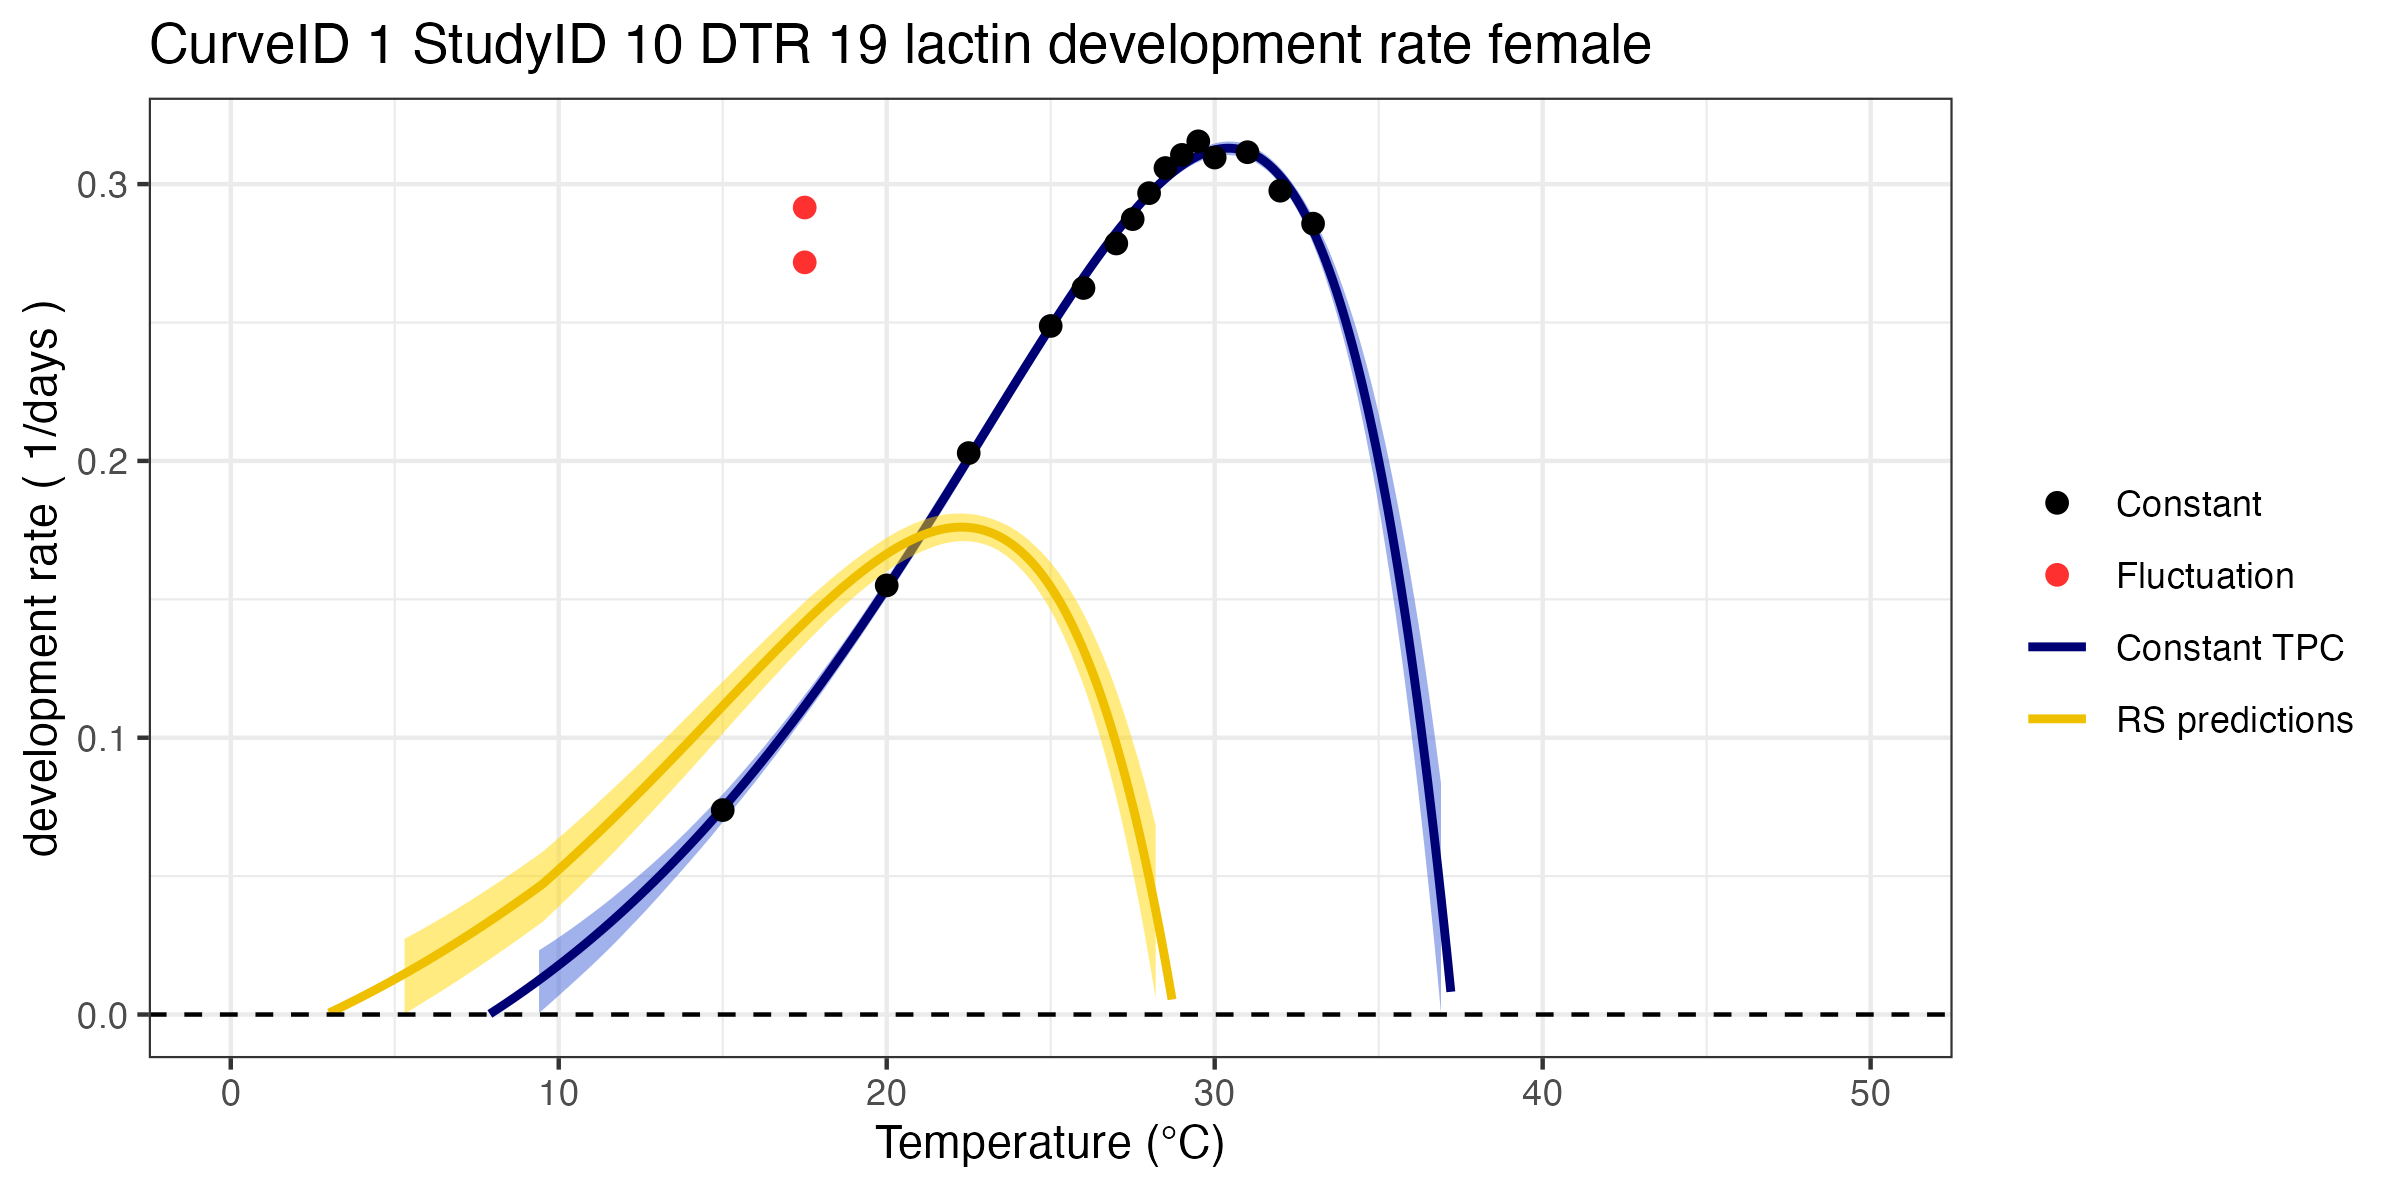 CurveID 1 StudyID 10 DTR 19 lactin development rate female
development rate ( 1/days )
0.3
0.2
0.1
0.0
0 10 20 30 40 50
Temperature (°C)
Constant
Fluctuation
Constant TPC
RS predictions